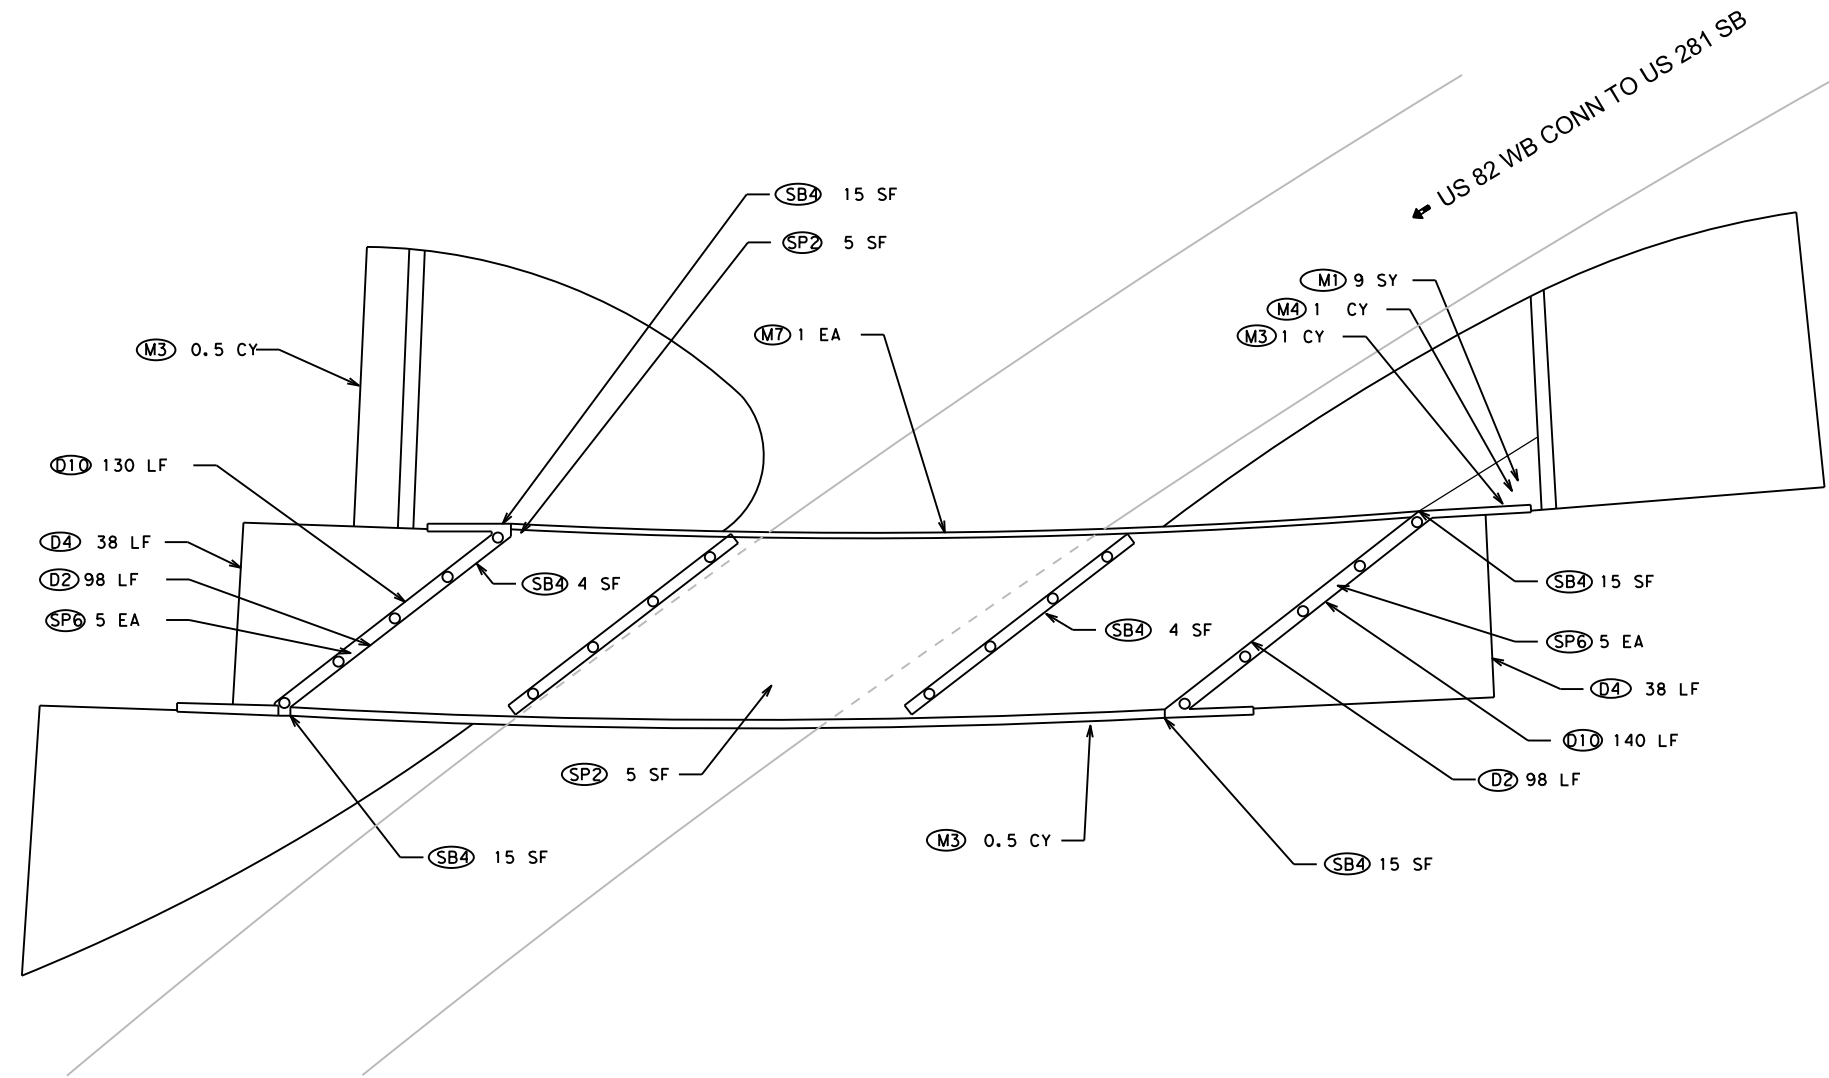 US 82 WB CONN TO US 281 SB
SB4 15 SF
SP2 5 SF
M1 9 SY
M4 1 CY
M3 1 CY
M7 1 EA
M3 0.5 CY
D10 130 LF
D4 38 LF
D2 98 LF
SP6 5 EA
SB4 4 SF
SB4 4 SF
SB4 15 SF
SP6 5 EA
D4 38 LF
D10 140 LF
D2 98 LF
SP2 5 SF
M3 0.5 CY
SB4 15 SF
SB4 15 SF